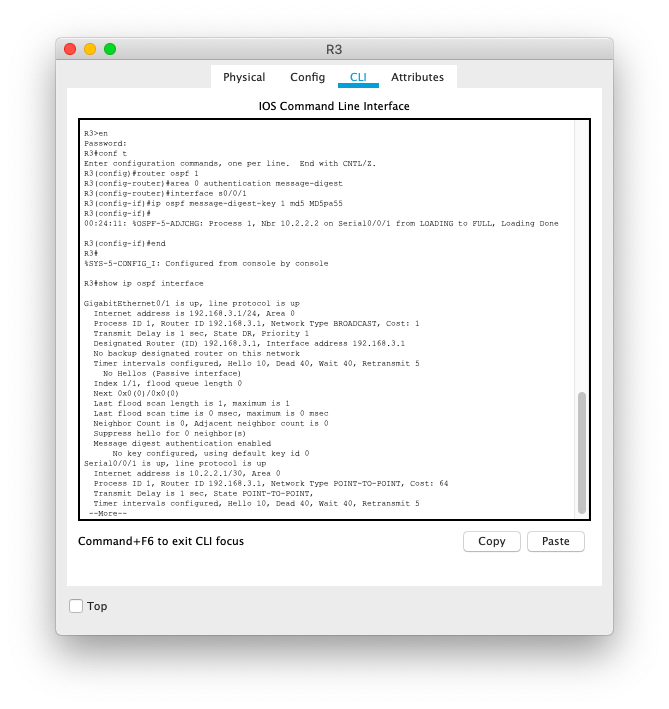 R3
Physical Config CLI Attributes
IOS Command Line Interface
R3>en
Password:
R3#conf t
Enter configuration commands, one per line.  End with CNTL/Z.
R3(config)#router ospf 1
R3(config-router)#area 0 authentication message-digest
R3(config-router)#interface s0/0/1
R3(config-if)#ip ospf message-digest-key 1 md5 MD5pa55
R3(config-if)#
00:24:11: %OSPF-5-ADJCHG: Process 1, Nbr 10.2.2.2 on Serial0/0/1 from LOADING to FULL, Loading Done
R3(config-if)#end
R3#
%SYS-5-CONFIG_I: Configured from console by console
R3#show ip ospf interface
GigabitEthernet0/1 is up, line protocol is up
Internet address is 192.168.3.1/24, Area 0
Process ID 1, Router ID 192.168.3.1, Network Type BROADCAST, Cost: 1
Transmit Delay is 1 sec, State DR, Priority 1
Designated Router (ID) 192.168.3.1, Interface address 192.168.3.1
No backup designated router on this network
Timer intervals configured, Hello 10, Dead 40, Wait 40, Retransmit 5
No Hellos (Passive interface)
Index 1/1, flood queue length 0
Next 0x0(0)/0x0(0)
Last flood scan length is 1, maximum is 1
Last flood scan time is 0 msec, maximum is 0 msec
Neighbor Count is 0, Adjacent neighbor count is 0
Suppress hello for 0 neighbor(s)
Message digest authentication enabled
No key configured, using default key id 0
Serial0/0/1 is up, line protocol is up
Internet address is 10.2.2.1/30, Area 0
Process ID 1, Router ID 192.168.3.1, Network Type POINT-TO-POINT, Cost: 64
Transmit Delay is 1 sec, State POINT-TO-POINT,
Timer intervals configured, Hello 10, Dead 40, Wait 40, Retransmit 5
--More--
Command+F6 to exit CLI focus
Copy Paste
Top